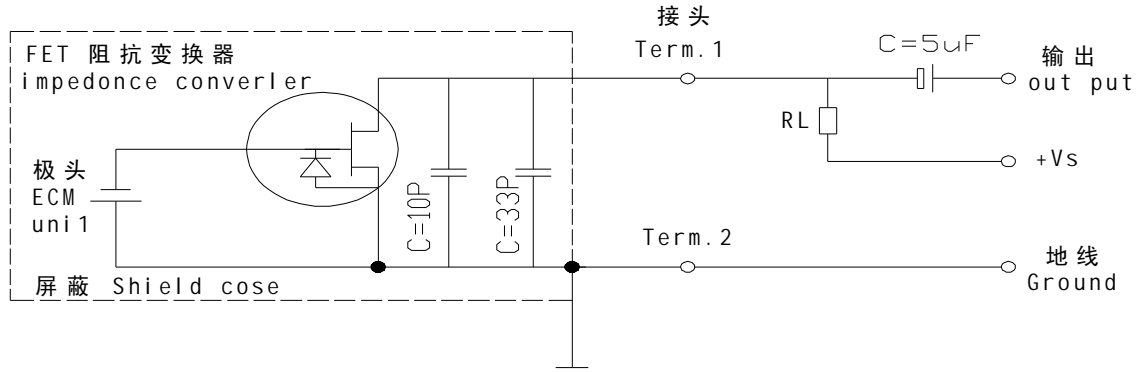 接头
Term.1
FET 阻抗变换器
impedonce converler
C=5uF
输出
out put
RL
+Vs
极头
ECM
uni1
C=10P
C=33P
Term.2
地线
Ground
屏蔽 Shield cose